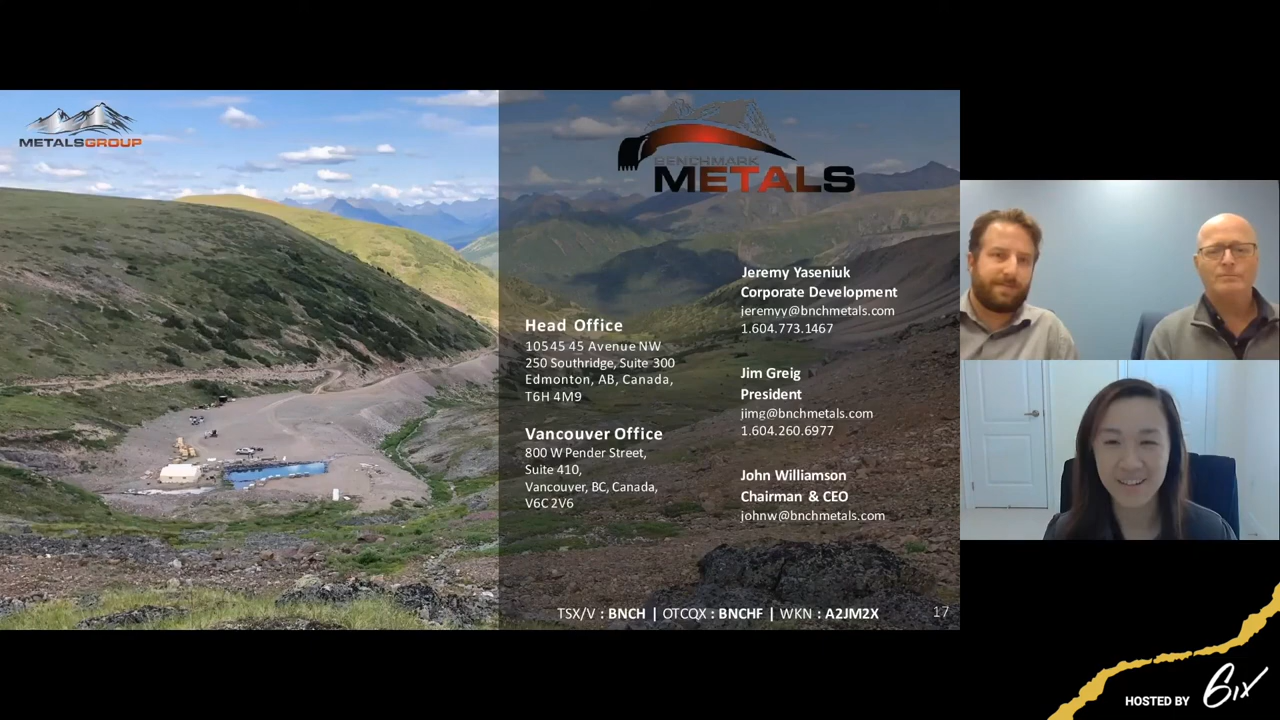 METALSGROUP
BENCHMARK
METALS
Head Office
10545 45 Avenue NW
250 Southridge, Suite 300
Edmonton, AB, Canada,
T6H 4M9
Vancouver Office
800 W Pender Street,
Suite 410,
Vancouver, BC, Canada,
V6C 2V6
Jeremy Yaseniuk
Corporate Development
jeremyy@bnchmetals.com
1.604.773.1467
Jim Greig
President
jimg@bnchmetals.com
1.604.260.6977
John Williamson
Chairman & CEO
johnw@bnchmetals.com
TSX/V : BNCH | OTCQX : BNCHF | WKN : A2JM2X
17
HOSTED BY 6ix